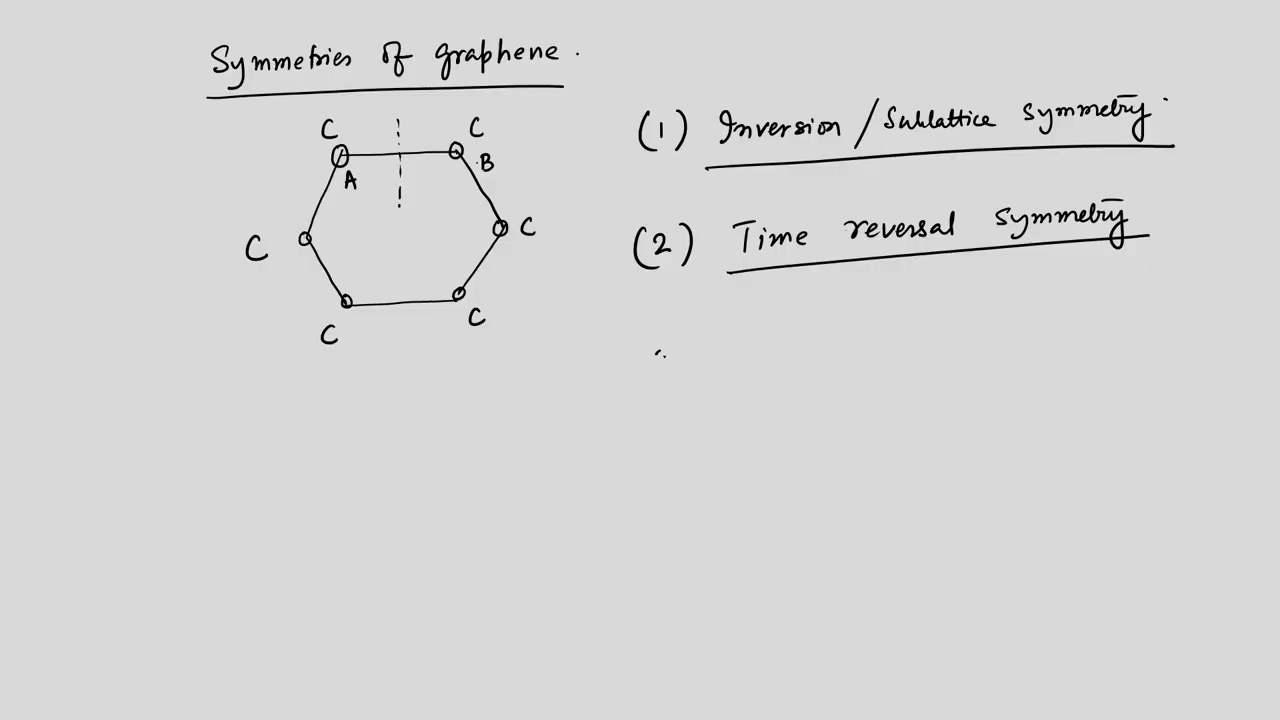 Symmetries of graphene.
C C
A B
(1) Inversion / Sublattice symmetry.
C C
(2) Time reversal symmetry
C C